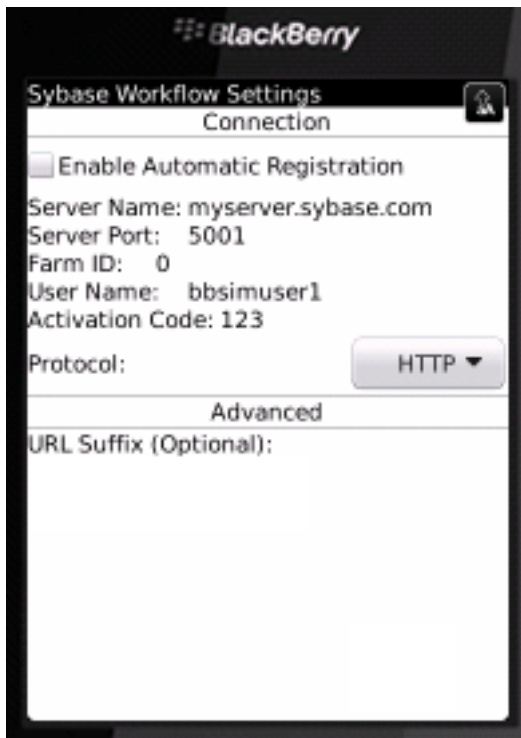 BlackBerry
Sybase Workflow Settings
Connection
Enable Automatic Registration
Server Name: myserver.sybase.com
Server Port: 5001
Farm ID: 0
User Name: bbsimuser1
Activation Code: 123
Protocol: HTTP
Advanced
URL Suffix (Optional):